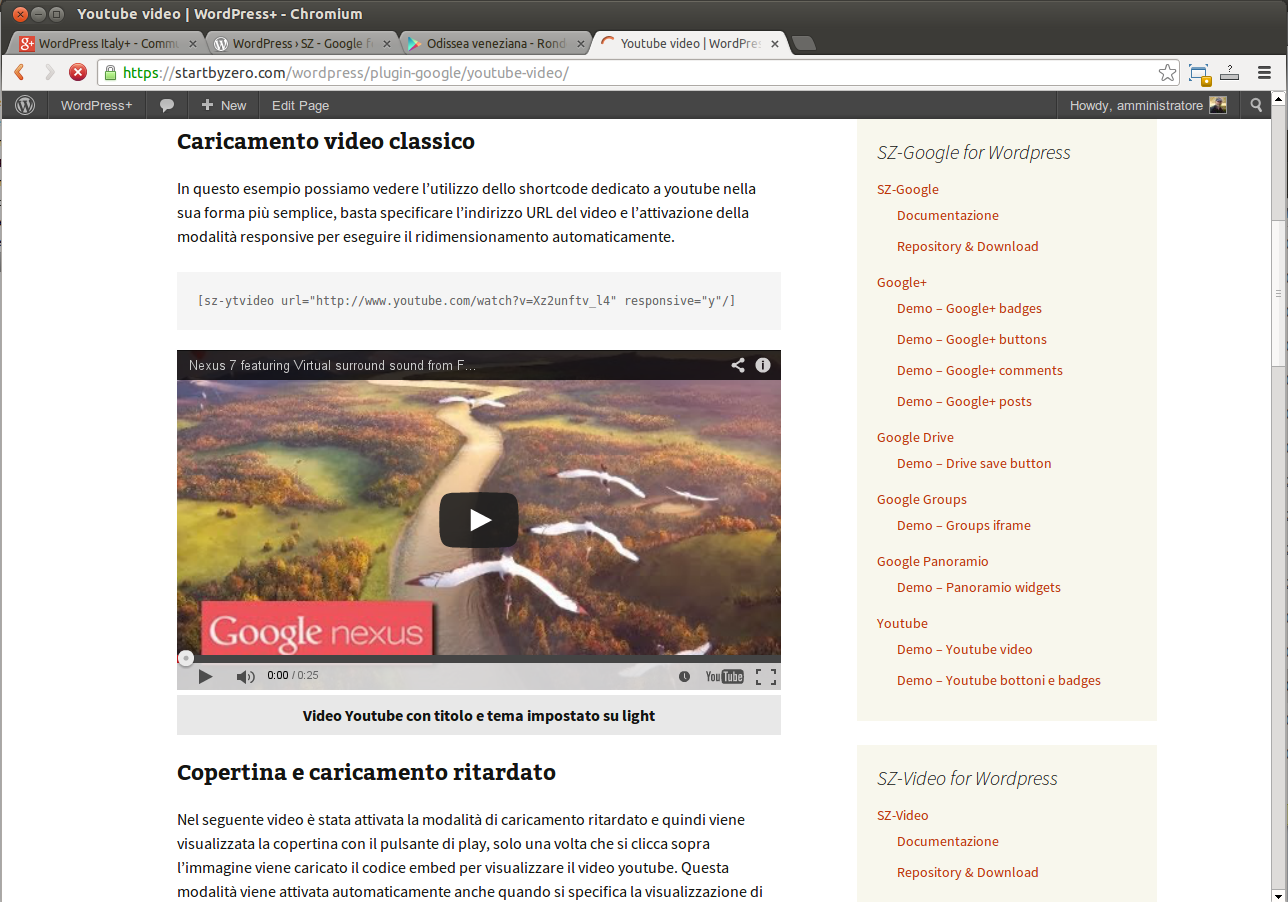 Youtube video | WordPress+ - Chromium
WordPress Italy+ - Commu
WordPress › SZ - Google fe
Odissea veneziana - Rond
Youtube video | WordPres
https://startbyzero.com/wordpress/plugin-google/youtube-video/
WordPress+
New
Edit Page
Howdy, amministratore
Caricamento video classico
In questo esempio possiamo vedere l’utilizzo dello shortcode dedicato a youtube nella
sua forma più semplice, basta specificare l’indirizzo URL del video e l’attivazione della
modalità responsive per eseguire il ridimensionamento automaticamente.
[sz-ytvideo url="http://www.youtube.com/watch?v=Xz2unftv_l4" responsive="y"/]
Nexus 7 featuring Virtual surround sound from F...
Google nexus
0:00 / 0:25
YouTube
Video Youtube con titolo e tema impostato su light
Copertina e caricamento ritardato
Nel seguente video è stata attivata la modalità di caricamento ritardato e quindi viene
visualizzata la copertina con il pulsante di play, solo una volta che si clicca sopra
l’immagine viene caricato il codice embed per visualizzare il video youtube. Questa
modalità viene attivata automaticamente anche quando si specifica la visualizzazione di
SZ-Google for Wordpress
SZ-Google
Documentazione
Repository & Download
Google+
Demo – Google+ badges
Demo – Google+ buttons
Demo – Google+ comments
Demo – Google+ posts
Google Drive
Demo – Drive save button
Google Groups
Demo – Groups iframe
Google Panoramio
Demo – Panoramio widgets
Youtube
Demo – Youtube video
Demo – Youtube bottoni e badges
SZ-Video for Wordpress
SZ-Video
Documentazione
Repository & Download